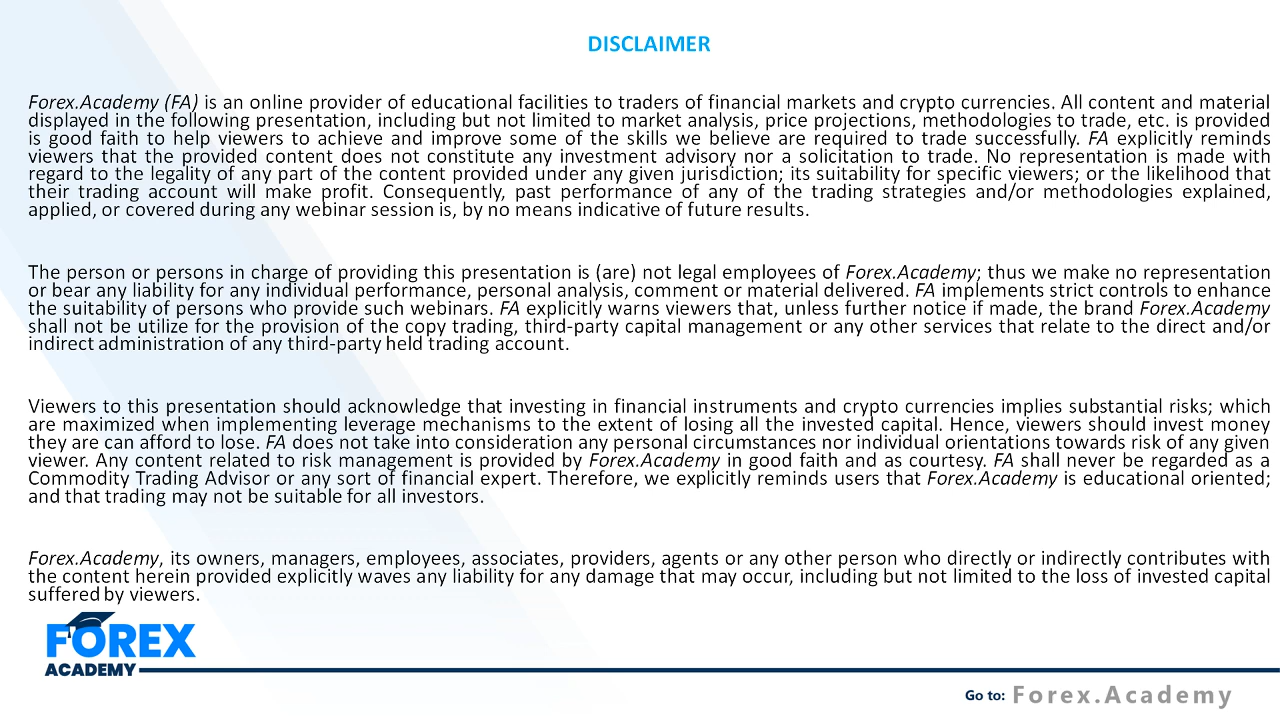 DISCLAIMER
Forex.Academy (FA) is an online provider of educational facilities to traders of financial markets and crypto currencies. All content and material
displayed in the following presentation, including but not limited to market analysis, price projections, methodologies to trade, etc. is provided
is good faith to help viewers to achieve and improve some of the skills we believe are required to trade successfully. FA explicitly reminds
viewers that the provided content does not constitute any investment advisory nor a solicitation to trade. No representation is made with
regard to the legality of any part of the content provided under any given jurisdiction; its suitability for specific viewers; or the likelihood that
their trading account will make profit. Consequently, past performance of any of the trading strategies and/or methodologies explained,
applied, or covered during any webinar session is, by no means indicative of future results.
The person or persons in charge of providing this presentation is (are) not legal employees of Forex.Academy; thus we make no representation
or bear any liability for any individual performance, personal analysis, comment or material delivered. FA implements strict controls to enhance
the suitability of persons who provide such webinars. FA explicitly warns viewers that, unless further notice if made, the brand Forex.Academy
shall not be utilize for the provision of the copy trading, third-party capital management or any other services that relate to the direct and/or
indirect administration of any third-party held trading account.
Viewers to this presentation should acknowledge that investing in financial instruments and crypto currencies implies substantial risks; which
are maximized when implementing leverage mechanisms to the extent of losing all the invested capital. Hence, viewers should invest money
they are can afford to lose. FA does not take into consideration any personal circumstances nor individual orientations towards risk of any given
viewer. Any content related to risk management is provided by Forex.Academy in good faith and as courtesy. FA shall never be regarded as a
Commodity Trading Advisor or any sort of financial expert. Therefore, we explicitly reminds users that Forex.Academy is educational oriented;
and that trading may not be suitable for all investors.
Forex.Academy, its owners, managers, employees, associates, providers, agents or any other person who directly or indirectly contributes with
the content herein provided explicitly waves any liability for any damage that may occur, including but not limited to the loss of invested capital
suffered by viewers.
FOREX
ACADEMY
Go to: Forex.Academy